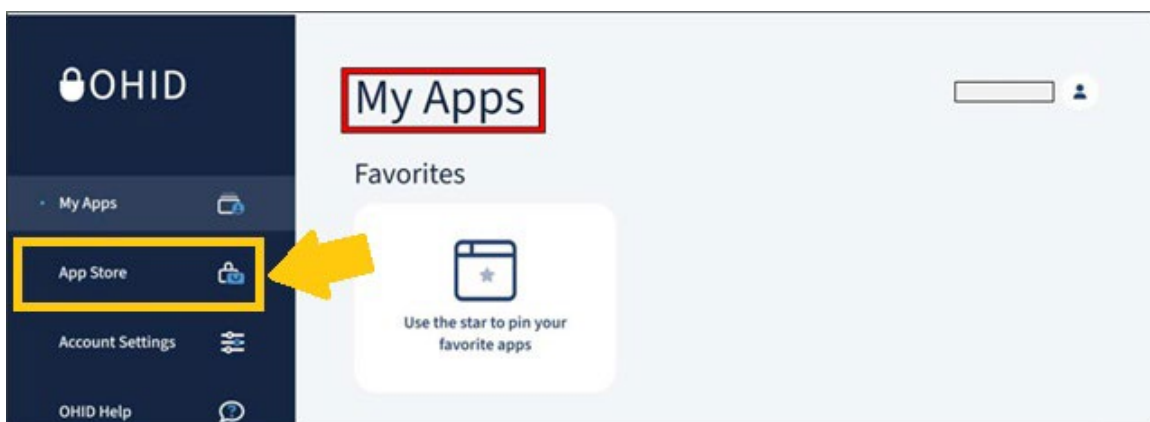 OHID
My Apps
App Store
Account Settings
OHID Help
My Apps
Favorites
Use the star to pin your
favorite apps